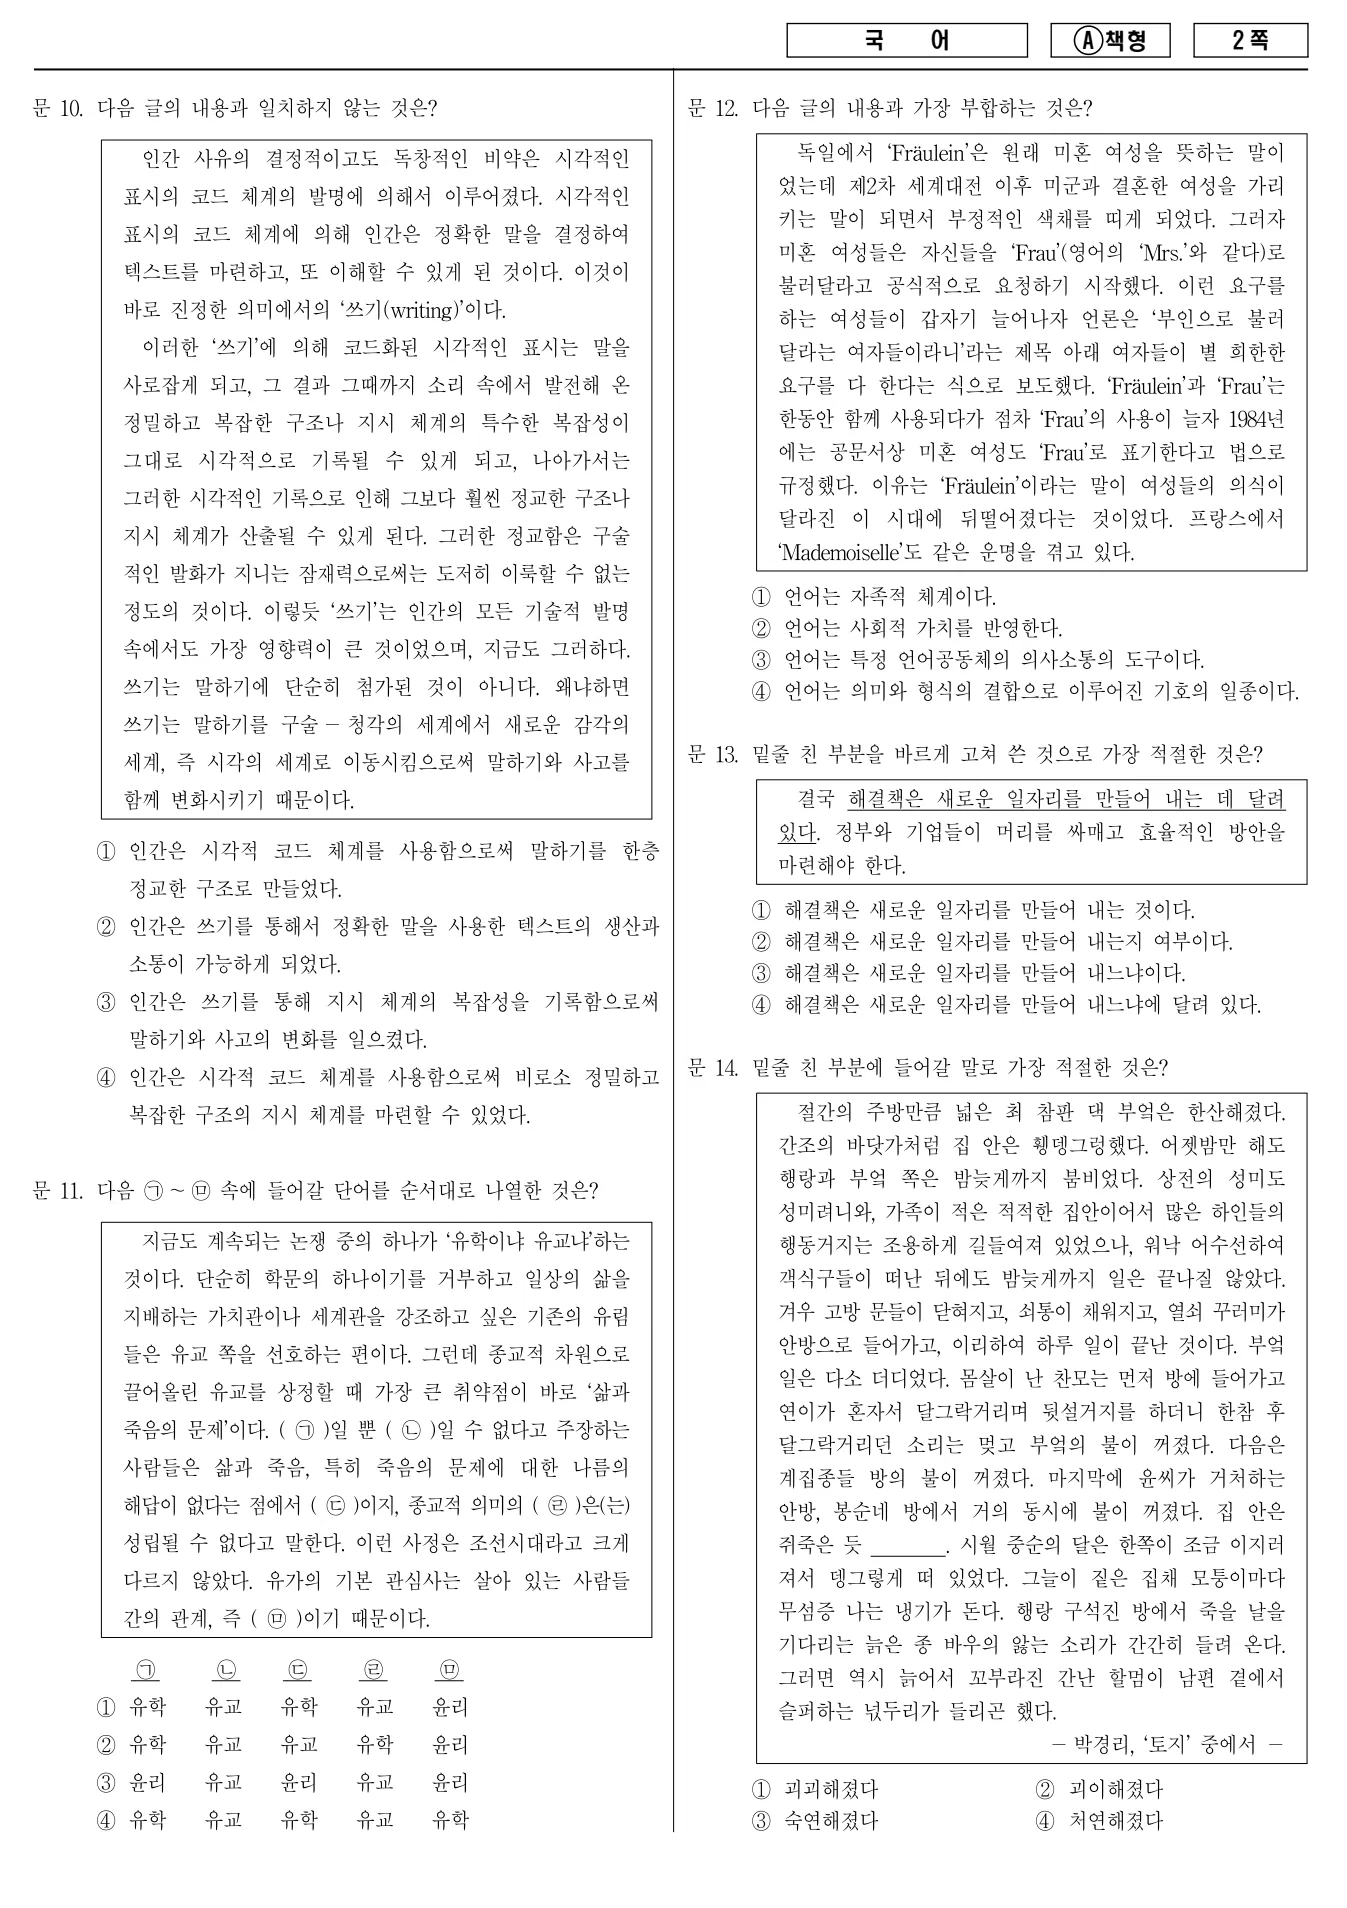 국 어
Ⓐ책형
2 쪽
문 10. 다음 글의 내용과 일치하지 않는 것은?
인간 사유의 결정적이고도 독창적인 비약은 시각적인
표시의 코드 체계의 발명에 의해서 이루어졌다. 시각적인
표시의 코드 체계에 의해 인간은 정확한 말을 결정하여
텍스트를 마련하고, 또 이해할 수 있게 된 것이다. 이것이
바로 진정한 의미에서의 ‘쓰기(writing)’이다.
이러한 ‘쓰기’에 의해 코드화된 시각적인 표시는 말을
사로잡게 되고, 그 결과 그때까지 소리 속에서 발전해 온
정밀하고 복잡한 구조나 지시 체계의 특수한 복잡성이
그대로 시각적으로 기록될 수 있게 되고, 나아가서는
그러한 시각적인 기록으로 인해 그보다 훨씬 정교한 구조나
지시 체계가 산출될 수 있게 된다. 그러한 정교함은 구술
적인 발화가 지니는 잠재력으로써는 도저히 이룩할 수 없는
정도의 것이다. 이렇듯 ‘쓰기’는 인간의 모든 기술적 발명
속에서도 가장 영향력이 큰 것이었으며, 지금도 그러하다.
쓰기는 말하기에 단순히 첨가된 것이 아니다. 왜냐하면
쓰기는 말하기를 구술 – 청각의 세계에서 새로운 감각의
세계, 즉 시각의 세계로 이동시킴으로써 말하기와 사고를
함께 변화시키기 때문이다.
① 인간은 시각적 코드 체계를 사용함으로써 말하기를 한층
정교한 구조로 만들었다.
② 인간은 쓰기를 통해서 정확한 말을 사용한 텍스트의 생산과
소통이 가능하게 되었다.
③ 인간은 쓰기를 통해 지시 체계의 복잡성을 기록함으로써
말하기와 사고의 변화를 일으켰다.
④ 인간은 시각적 코드 체계를 사용함으로써 비로소 정밀하고
복잡한 구조의 지시 체계를 마련할 수 있었다.
문 11. 다음 ㉠ ~ ㉤ 속에 들어갈 단어를 순서대로 나열한 것은?
지금도 계속되는 논쟁 중의 하나가 ‘유학이냐 유교냐’하는
것이다. 단순히 학문의 하나이기를 거부하고 일상의 삶을
지배하는 가치관이나 세계관을 강조하고 싶은 기존의 유림
들은 유교 쪽을 선호하는 편이다. 그런데 종교적 차원으로
끌어올린 유교를 상정할 때 가장 큰 취약점이 바로 ‘삶과
죽음의 문제’이다. ( ㉠ )일 뿐 ( ㉡ )일 수 없다고 주장하는
사람들은 삶과 죽음, 특히 죽음의 문제에 대한 나름의
해답이 없다는 점에서 ( ㉢ )이지, 종교적 의미의 ( ㉣ )은(는)
성립될 수 없다고 말한다. 이런 사정은 조선시대라고 크게
다르지 않았다. 유가의 기본 관심사는 살아 있는 사람들
간의 관계, 즉 ( ㉤ )이기 때문이다.
㉠ ㉡ ㉢ ㉣ ㉤
① 유학 유교 유학 유교 윤리
② 유학 유교 유교 유학 윤리
③ 윤리 유교 윤리 유교 윤리
④ 유학 유교 유학 유교 유학
문 12. 다음 글의 내용과 가장 부합하는 것은?
독일에서 ‘Fräulein’은 원래 미혼 여성을 뜻하는 말이
었는데 제2차 세계대전 이후 미군과 결혼한 여성을 가리
키는 말이 되면서 부정적인 색채를 띠게 되었다. 그러자
미혼 여성들은 자신들을 ‘Frau’(영어의 ‘Mrs.’와 같다)로
불러달라고 공식적으로 요청하기 시작했다. 이런 요구를
하는 여성들이 갑자기 늘어나자 언론은 ‘부인으로 불러
달라는 여자들이라니’라는 제목 아래 여자들이 별 희한한
요구를 다 한다는 식으로 보도했다. ‘Fräulein’과 ‘Frau’는
한동안 함께 사용되다가 점차 ‘Frau’의 사용이 늘자 1984년
에는 공문서상 미혼 여성도 ‘Frau’로 표기한다고 법으로
규정했다. 이유는 ‘Fräulein’이라는 말이 여성들의 의식이
달라진 이 시대에 뒤떨어졌다는 것이었다. 프랑스에서
‘Mademoiselle’도 같은 운명을 겪고 있다.
① 언어는 자족적 체계이다.
② 언어는 사회적 가치를 반영한다.
③ 언어는 특정 언어공동체의 의사소통의 도구이다.
④ 언어는 의미와 형식의 결합으로 이루어진 기호의 일종이다.
문 13. 밑줄 친 부분을 바르게 고쳐 쓴 것으로 가장 적절한 것은?
결국 해결책은 새로운 일자리를 만들어 내는 데 달려
있다. 정부와 기업들이 머리를 싸매고 효율적인 방안을
마련해야 한다.
① 해결책은 새로운 일자리를 만들어 내는 것이다.
② 해결책은 새로운 일자리를 만들어 내는지 여부이다.
③ 해결책은 새로운 일자리를 만들어 내느냐이다.
④ 해결책은 새로운 일자리를 만들어 내느냐에 달려 있다.
문 14. 밑줄 친 부분에 들어갈 말로 가장 적절한 것은?
절간의 주방만큼 넓은 최 참판 댁 부엌은 한산해졌다.
간조의 바닷가처럼 집 안은 휑뎅그렁했다. 어젯밤만 해도
행랑과 부엌 쪽은 밤늦게까지 붐비었다. 상전의 성미도
성미려니와, 가족이 적은 적적한 집안이어서 많은 하인들의
행동거지는 조용하게 길들여져 있었으나, 워낙 어수선하여
객식구들이 떠난 뒤에도 밤늦게까지 일은 끝나질 않았다.
겨우 고방 문들이 닫혀지고, 쇠통이 채워지고, 열쇠 꾸러미가
안방으로 들어가고, 이리하여 하루 일이 끝난 것이다. 부엌
일은 다소 더디었다. 몸살이 난 찬모는 먼저 방에 들어가고
연이가 혼자서 달그락거리며 뒷설거지를 하더니 한참 후
달그락거리던 소리는 멎고 부엌의 불이 꺼졌다. 다음은
계집종들 방의 불이 꺼졌다. 마지막에 윤씨가 거처하는
안방, 봉순네 방에서 거의 동시에 불이 꺼졌다. 집 안은
쥐죽은 듯 _______. 시월 중순의 달은 한쪽이 조금 이지러
져서 뎅그렇게 떠 있었다. 그늘이 짙은 집채 모퉁이마다
무섬증 나는 냉기가 돈다. 행랑 구석진 방에서 죽을 날을
기다리는 늙은 종 바우의 앓는 소리가 간간히 들려 온다.
그러면 역시 늙어서 꼬부라진 간난 할멈이 남편 곁에서
슬퍼하는 넋두리가 들리곤 했다.
– 박경리, ‘토지’ 중에서 –
① 괴괴해졌다 ② 괴이해졌다
③ 숙연해졌다 ④ 처연해졌다